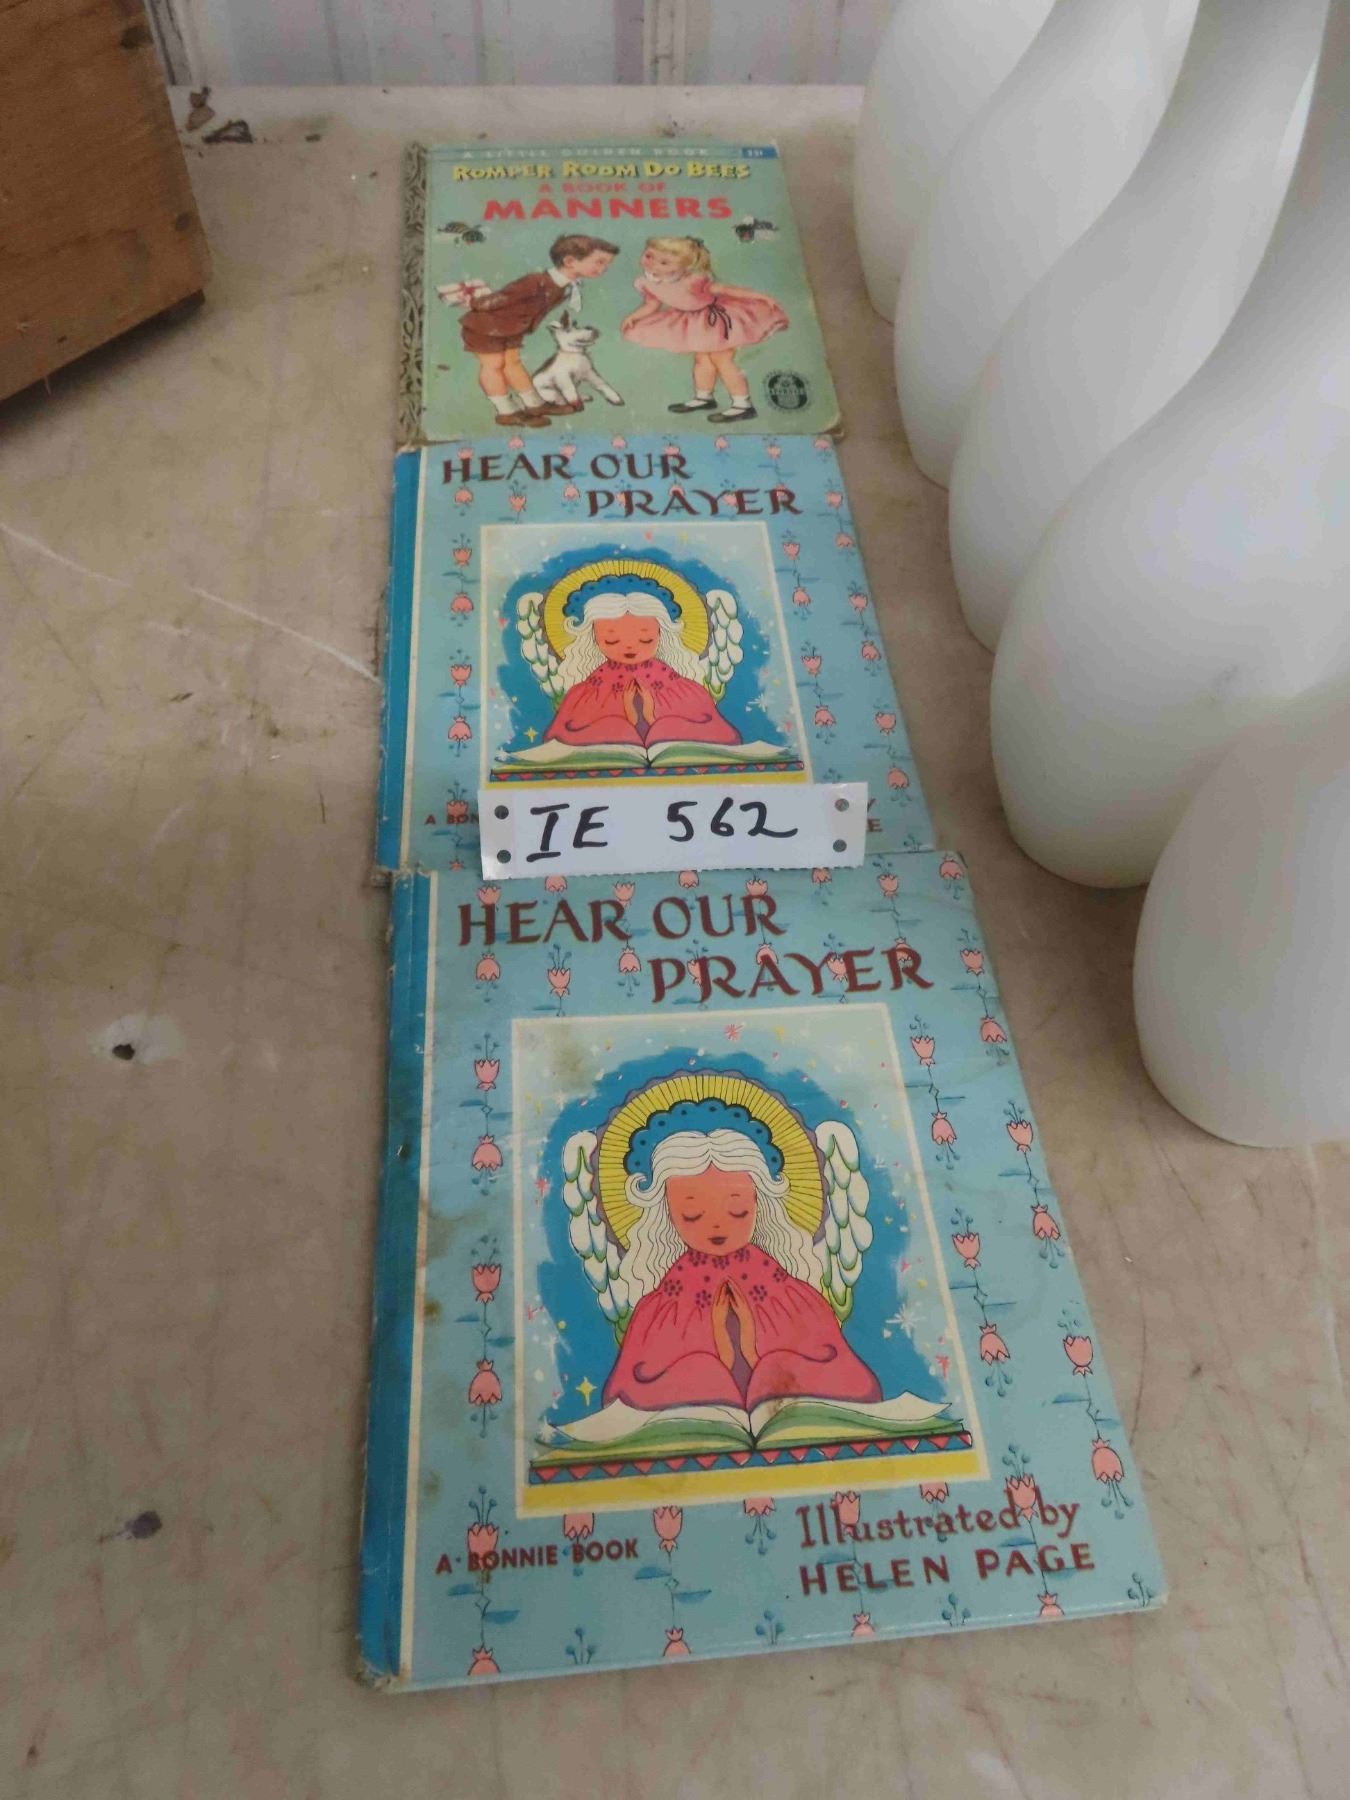 A LITTLE GOLDEN BOOK
ROMPER ROOM DO BEES
A BOOK OF
MANNERS
HEAR OUR
PRAYER
A BON
IE 562
HEAR OUR
PRAYER
A BONNIE BOOK
Illustrated by
HELEN PAGE